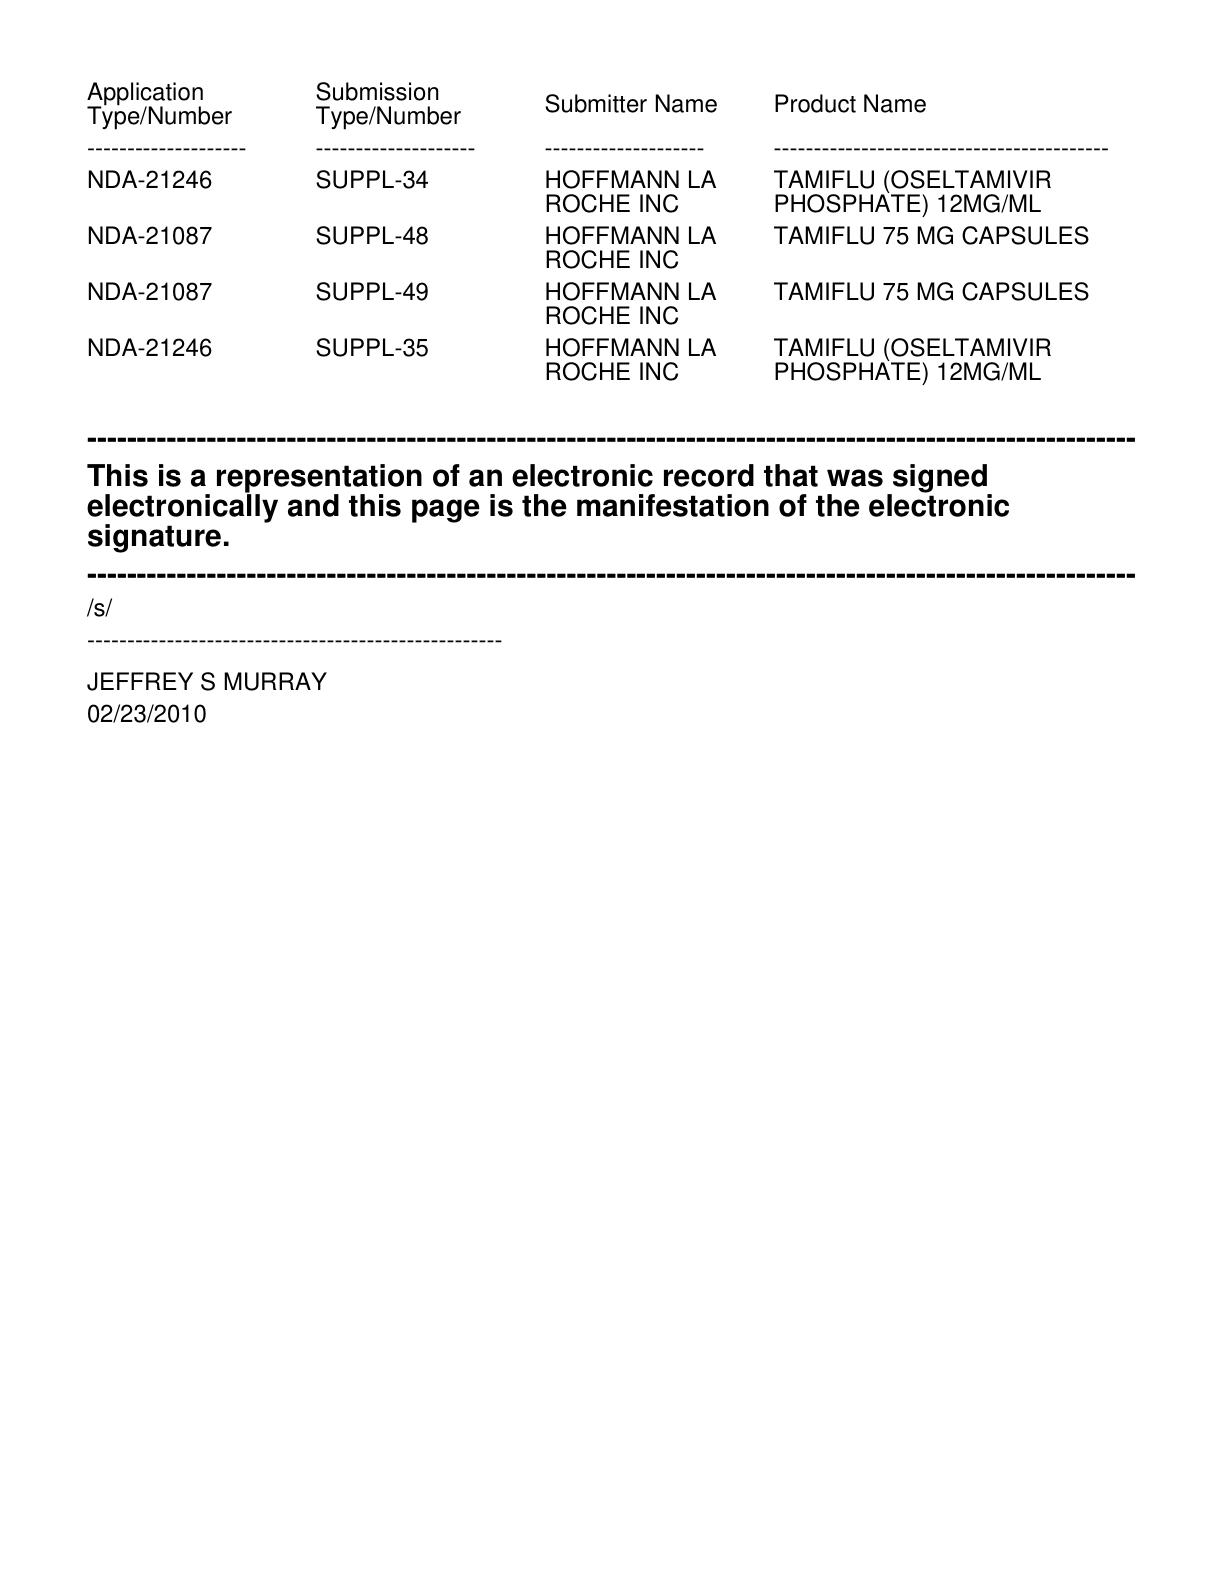 Application Type/Number Submission Type/Number Submitter Name Product Name
-------------------- -------------------- -------------------- ------------------------------------------
NDA-21246 SUPPL-34 HOFFMANN LA TAMIFLU (OSELTAMIVIR
ROCHE INC PHOSPHATE) 12MG/ML
NDA-21087 SUPPL-48 HOFFMANN LA TAMIFLU 75 MG CAPSULES
ROCHE INC
NDA-21087 SUPPL-49 HOFFMANN LA TAMIFLU 75 MG CAPSULES
ROCHE INC
NDA-21246 SUPPL-35 HOFFMANN LA TAMIFLU (OSELTAMIVIR
ROCHE INC PHOSPHATE) 12MG/ML
---------------------------------------------------------------------------------------------------------
This is a representation of an electronic record that was signed
electronically and this page is the manifestation of the electronic
signature.
---------------------------------------------------------------------------------------------------------
/s/
----------------------------------------------------
JEFFREY S MURRAY
02/23/2010